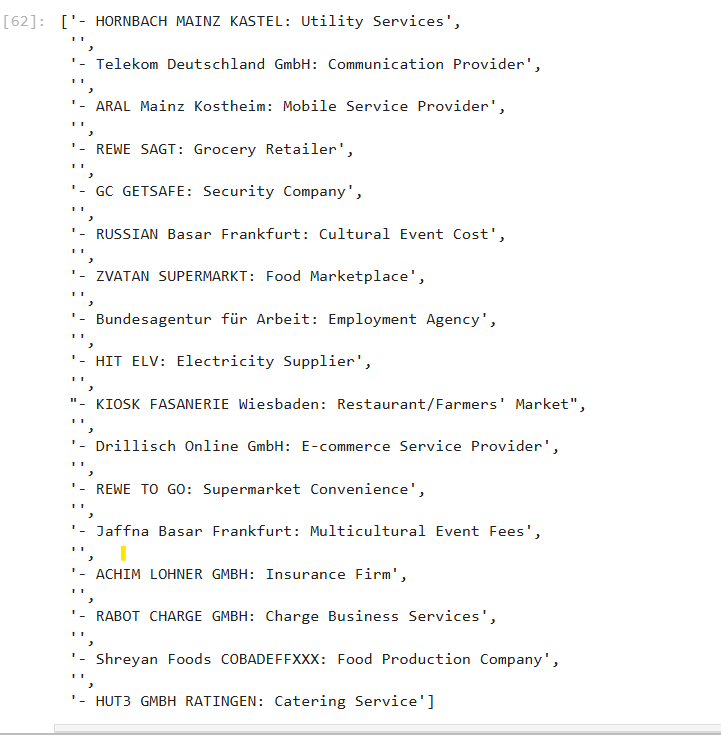 [62]: ['- HORNBACH MAINZ KASTEL: Utility Services',
'',
'- Telekom Deutschland GmbH: Communication Provider',
'',
'- ARAL Mainz Kostheim: Mobile Service Provider',
'',
'- REWE SAGT: Grocery Retailer',
'',
'- GC GETSAFE: Security Company',
'',
'- RUSSIAN Basar Frankfurt: Cultural Event Cost',
'',
'- ZVATAN SUPERMARKT: Food Marketplace',
'',
'- Bundesagentur für Arbeit: Employment Agency',
'',
'- HIT ELV: Electricity Supplier',
'',
"- KIOSK FASANERIE Wiesbaden: Restaurant/Farmers' Market",
'',
'- Drillisch Online GmbH: E-commerce Service Provider',
'',
'- REWE TO GO: Supermarket Convenience',
'',
'- Jaffna Basar Frankfurt: Multicultural Event Fees',
'',
'- ACHIM LOHNER GMBH: Insurance Firm',
'',
'- RABOT CHARGE GMBH: Charge Business Services',
'',
'- Shreyan Foods COBADEFFXXX: Food Production Company',
'',
'- HUT3 GMBH RATINGEN: Catering Service']